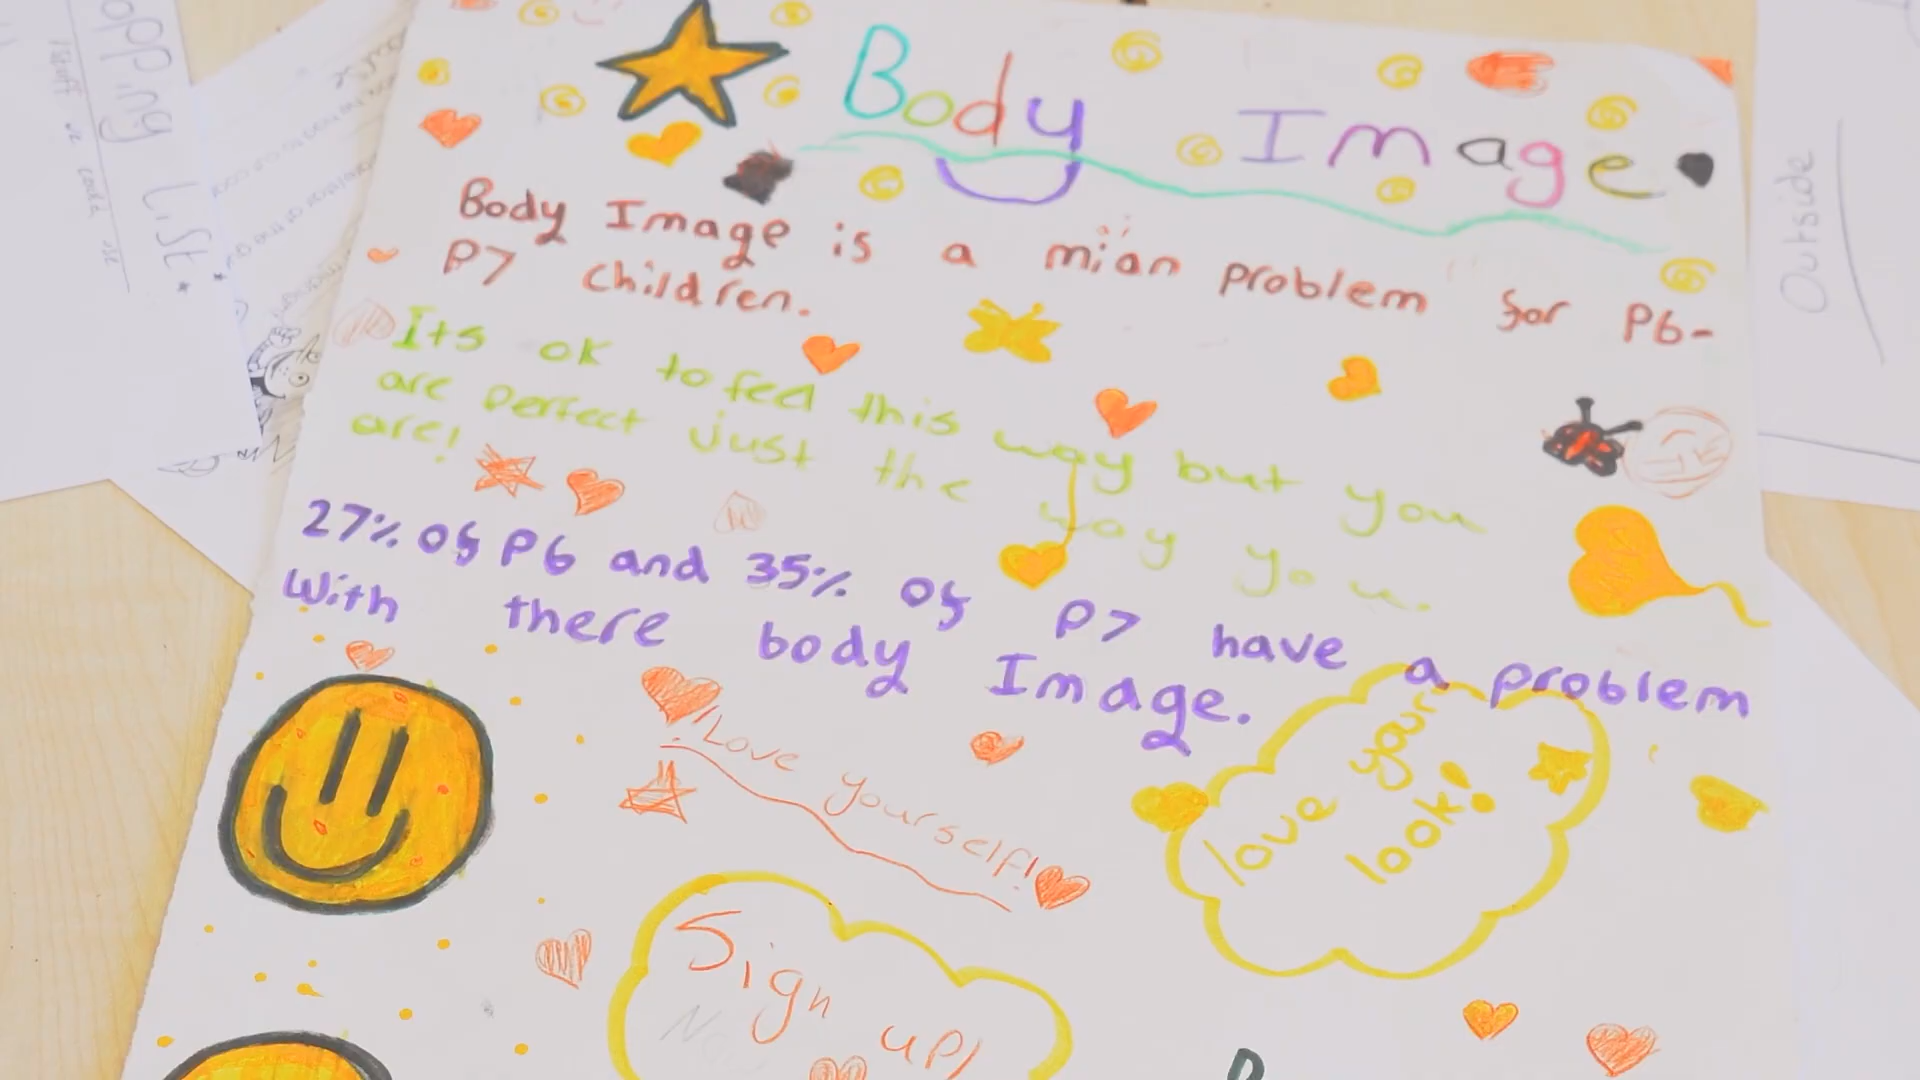 Body Image
Body Image is a mian problem for P6-
P7 children.
Its ok to feel this way but you
are perfect just the way you
are!
27% of P6 and 35% of P7 have a problem
with there body Image.
Love yourself!
love your
look!
Sign up!
opping List
Outside